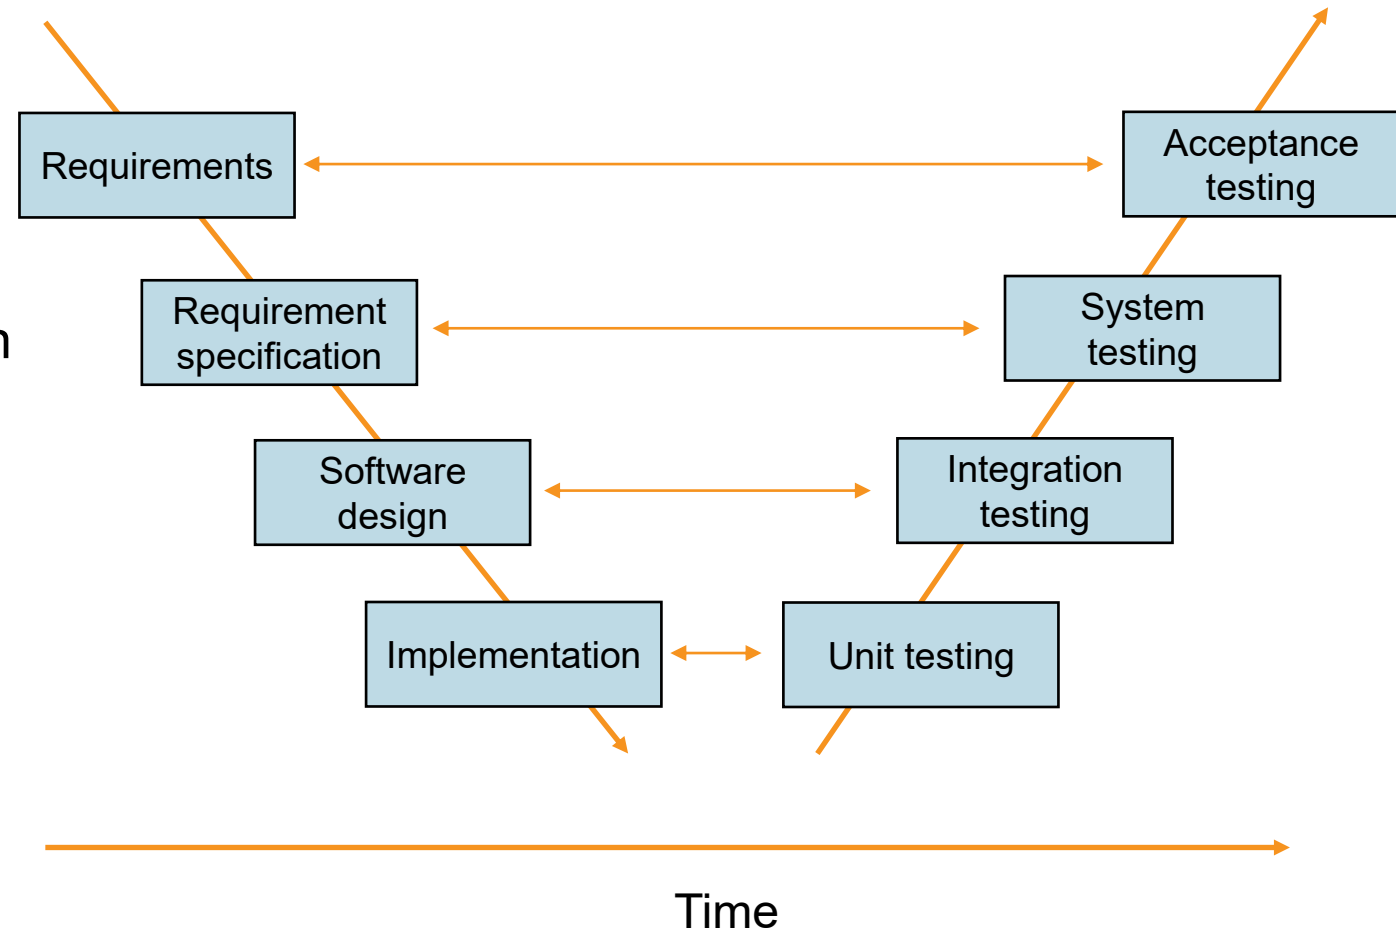 Requirements
Acceptance
testing
Requirement
specification
System
testing
Software
design
Integration
testing
Implementation
Unit testing
Time